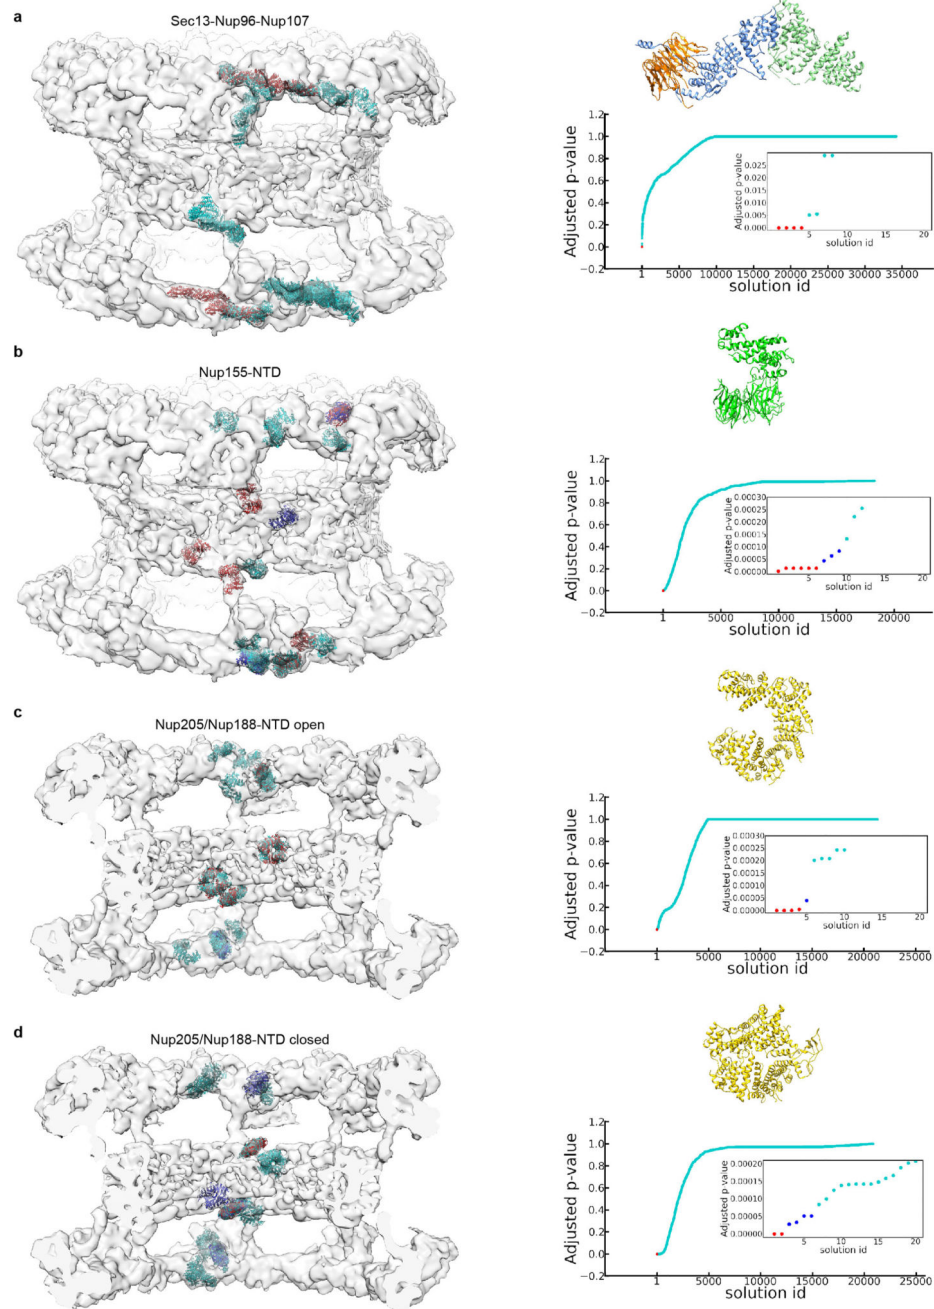 a
Sec13-Nup96-Nup107
1.2
1.0
0.8
0.6
0.4
0.2
0.0
−0.2
Adjusted p-value
1 5000 10000 15000 20000 25000 30000 35000
solution id
0.025
0.020
0.015
0.010
0.005
0.000
Adjusted p-value
5 10 15 20
solution id
b
Nup155-NTD
1.2
1.0
0.8
0.6
0.4
0.2
0.0
−0.2
Adjusted p-value
1 5000 10000 15000 20000
solution id
0.00030
0.00025
0.00020
0.00015
0.00010
0.00005
0.00000
Adjusted p-value
5 10 15 20
solution id
c
Nup205/Nup188-NTD open
1.2
1.0
0.8
0.6
0.4
0.2
0.0
−0.2
Adjusted p-value
1 5000 10000 15000 20000 25000
solution id
0.00030
0.00025
0.00020
0.00015
0.00010
0.00005
0.00000
Adjusted p-value
5 10 15 20
solution id
d
Nup205/Nup188-NTD closed
1.2
1.0
0.8
0.6
0.4
0.2
0.0
−0.2
Adjusted p-value
1 5000 10000 15000 20000 25000
solution id
0.00020
0.00015
0.00010
0.00005
0.00000
Adjusted p-value
5 10 15 20
solution id